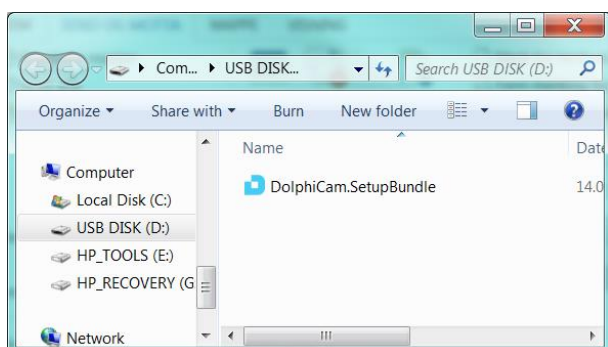 Com... USB DISK... Search USB DISK (D:)
Organize Share with Burn New folder
Name Date
Computer
Local Disk (C:)
DolphiCam.SetupBundle 14.0
USB DISK (D:)
HP_TOOLS (E:)
HP_RECOVERY (G
Network